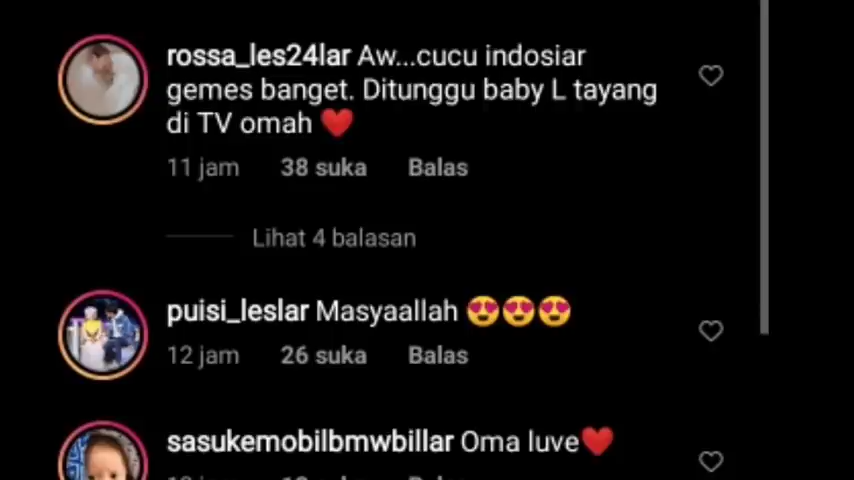 rossa_les24lar Aw...cucu indosiar
gemes banget. Ditunggu baby L tayang
di TV omah ❤️
11 jam 38 suka Balas
Lihat 4 balasan
puisi_leslar Masyaallah 😍😍😍
12 jam 26 suka Balas
sasukemobilbmwbillar Oma luve❤️